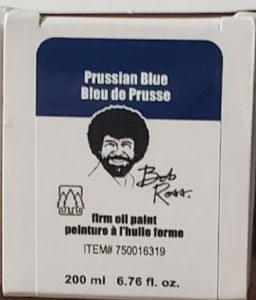 Prussian Blue
Bleu de Prusse
Bob
Ross.
firm oil paint
peinture à l'huile ferme
ITEM# 750016319
200 ml 6.76 fl. oz.